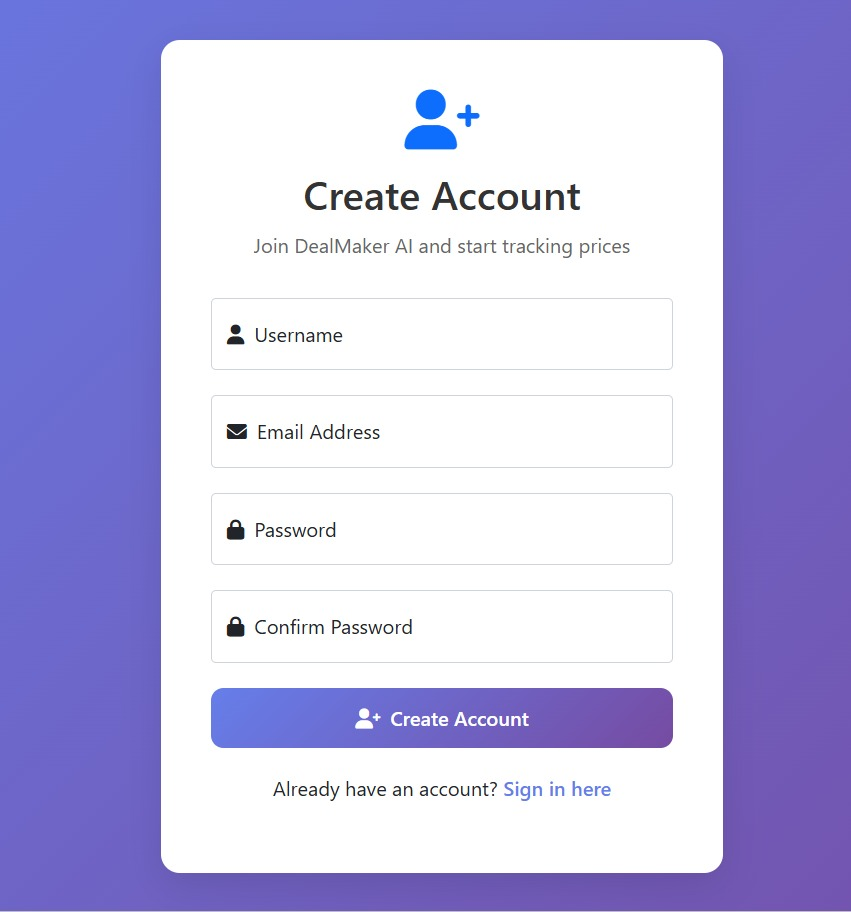 Create Account
Join DealMaker AI and start tracking prices
Username
Email Address
Password
Confirm Password
Create Account
Already have an account? Sign in here